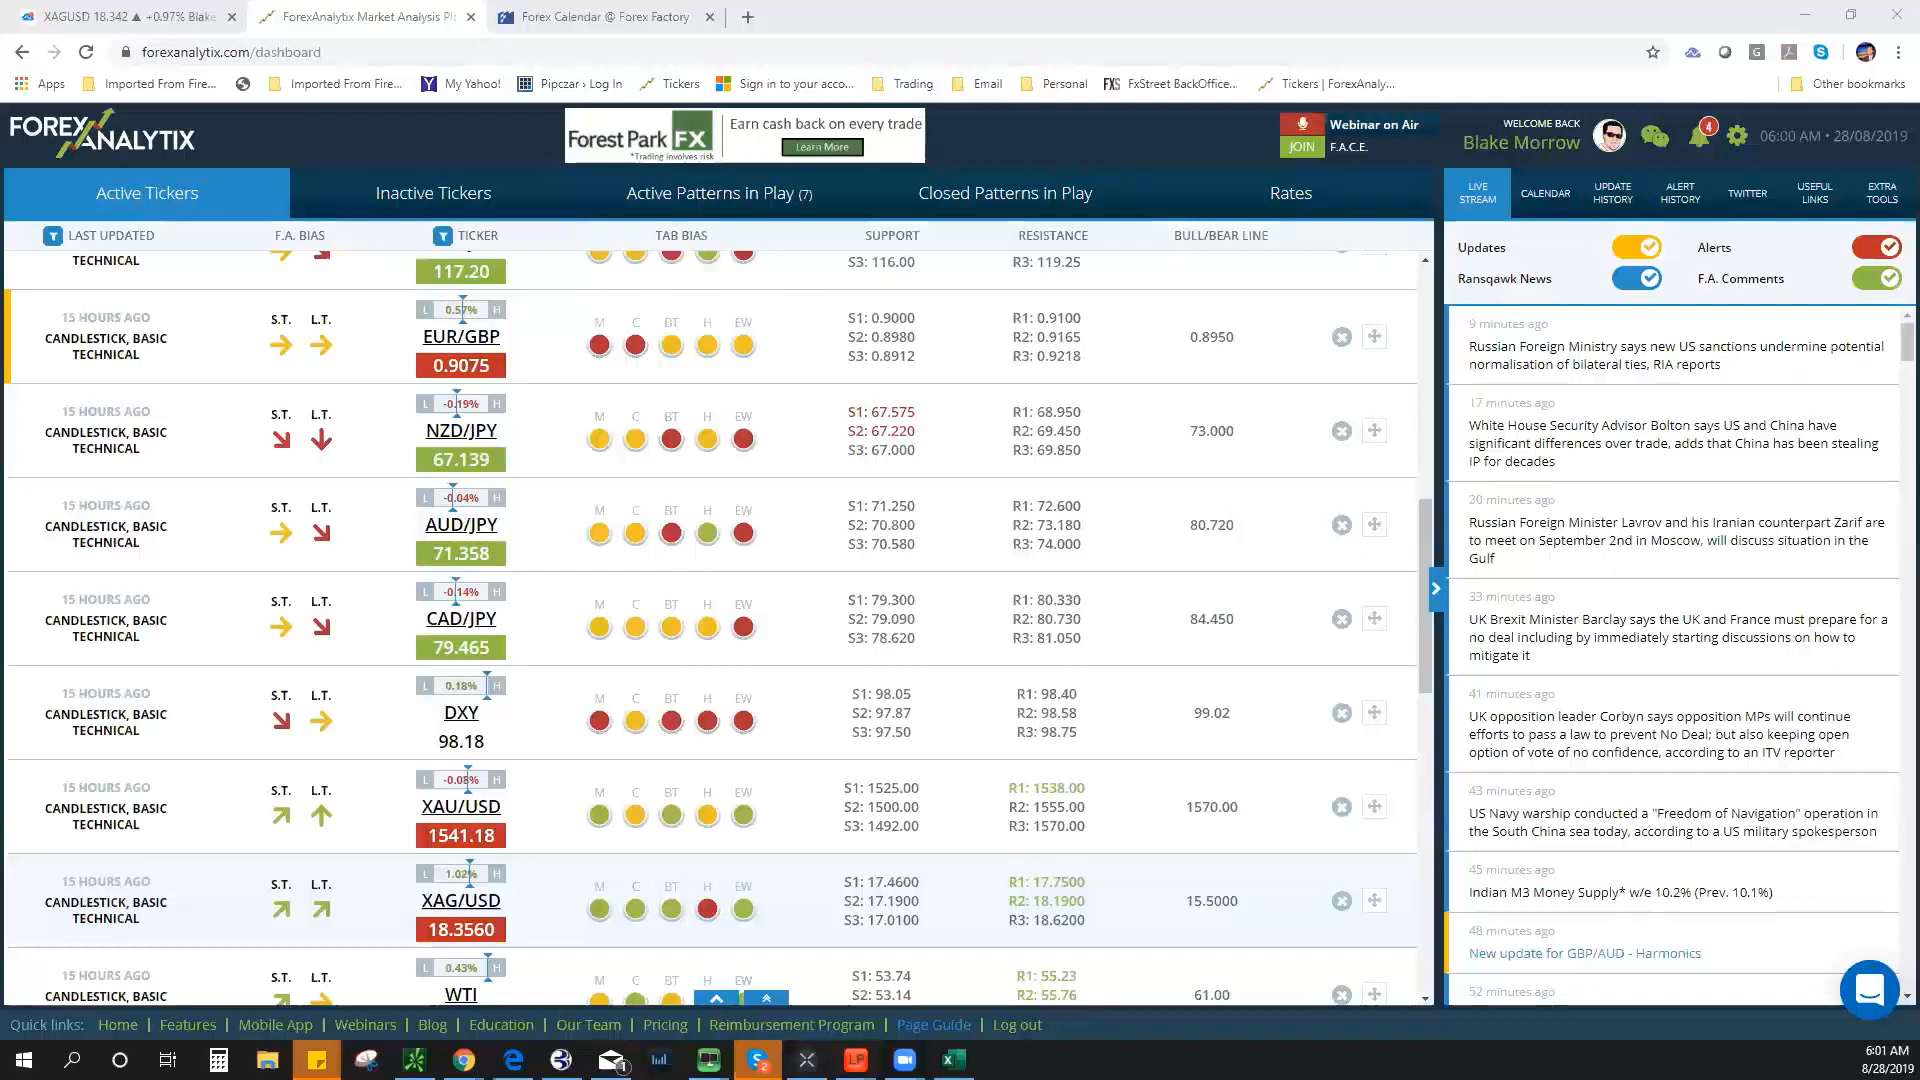 XAGUSD 18.342 ▲ +0.97% Blake
ForexAnalytix Market Analysis Pl
Forex Calendar @ Forex Factory
forexanalytix.com/dashboard
Apps
Imported From Fire...
Imported From Fire...
My Yahoo!
Pipczar › Log In
Tickers
Sign in to your acco...
Trading
Email
Personal
FXS FxStreet BackOffice...
Tickers | ForexAnaly...
Other bookmarks
FOREX ANALYTIX
Forest Park FX
*Trading involves risk
Earn cash back on every trade
Learn More
Webinar on Air
JOIN F.A.C.E.
WELCOME BACK
Blake Morrow
4
06:00 AM • 28/08/2019
Active Tickers
Inactive Tickers
Active Patterns in Play (7)
Closed Patterns in Play
Rates
LAST UPDATED F.A. BIAS TICKER TAB BIAS SUPPORT RESISTANCE BULL/BEAR LINE
TECHNICAL
117.20
S3: 116.00
R3: 119.25
15 HOURS AGO
CANDLESTICK, BASIC
TECHNICAL
S.T. L.T.
L 0.57% H
EUR/GBP
0.9075
M C BT H EW
S1: 0.9000
S2: 0.8980
S3: 0.8912
R1: 0.9100
R2: 0.9165
R3: 0.9218
0.8950
15 HOURS AGO
CANDLESTICK, BASIC
TECHNICAL
S.T. L.T.
L -0.19% H
NZD/JPY
67.139
M C BT H EW
S1: 67.575
S2: 67.220
S3: 67.000
R1: 68.950
R2: 69.450
R3: 69.850
73.000
15 HOURS AGO
CANDLESTICK, BASIC
TECHNICAL
S.T. L.T.
L -0.04% H
AUD/JPY
71.358
M C BT H EW
S1: 71.250
S2: 70.800
S3: 70.580
R1: 72.600
R2: 73.180
R3: 74.000
80.720
15 HOURS AGO
CANDLESTICK, BASIC
TECHNICAL
S.T. L.T.
L -0.14% H
CAD/JPY
79.465
M C BT H EW
S1: 79.300
S2: 79.090
S3: 78.620
R1: 80.330
R2: 80.730
R3: 81.050
84.450
15 HOURS AGO
CANDLESTICK, BASIC
TECHNICAL
S.T. L.T.
L 0.18% H
DXY
98.18
M C BT H EW
S1: 98.05
S2: 97.87
S3: 97.50
R1: 98.40
R2: 98.58
R3: 98.75
99.02
15 HOURS AGO
CANDLESTICK, BASIC
TECHNICAL
S.T. L.T.
L -0.08% H
XAU/USD
1541.18
M C BT H EW
S1: 1525.00
S2: 1500.00
S3: 1492.00
R1: 1538.00
R2: 1555.00
R3: 1570.00
1570.00
15 HOURS AGO
CANDLESTICK, BASIC
TECHNICAL
S.T. L.T.
L 1.02% H
XAG/USD
18.3560
M C BT H EW
S1: 17.4600
S2: 17.1900
S3: 17.0100
R1: 17.7500
R2: 18.1900
R3: 18.6200
15.5000
15 HOURS AGO
CANDLESTICK, BASIC
S.T. L.T.
L 0.43% H
WTI
M C BT H EW
S1: 53.74
S2: 53.14
R1: 55.23
R2: 55.76
61.00
LIVE STREAM
CALENDAR
UPDATE HISTORY
ALERT HISTORY
TWITTER
USEFUL LINKS
EXTRA TOOLS
Updates
Alerts
Ransqawk News
F.A. Comments
9 minutes ago
Russian Foreign Ministry says new US sanctions undermine potential
normalisation of bilateral ties, RIA reports
17 minutes ago
White House Security Advisor Bolton says US and China have
significant differences over trade, adds that China has been stealing
IP for decades
30 minutes ago
Russian Foreign Minister Lavrov and his Iranian counterpart Zarif are
to meet on September 2nd in Moscow, will discuss situation in the
Gulf
33 minutes ago
UK Brexit Minister Barclay says the UK and France must prepare for a
no deal including by immediately starting discussions on how to
mitigate it
41 minutes ago
UK opposition leader Corbyn says opposition MPs will continue
efforts to pass a law to prevent No Deal; but also keeping open
option of vote of no confidence, according to an ITV reporter
43 minutes ago
US Navy warship conducted a "Freedom of Navigation" operation in
the South China sea today, according to a US military spokesperson
45 minutes ago
Indian M3 Money Supply* w/e 10.2% (Prev. 10.1%)
48 minutes ago
New update for GBP/AUD - Harmonics
52 minutes ago
Quick links: Home | Features | Mobile App | Webinars | Blog | Education | Our Team | Pricing | Reimbursement Program | Page Guide | Log out
6:01 AM
8/28/2019